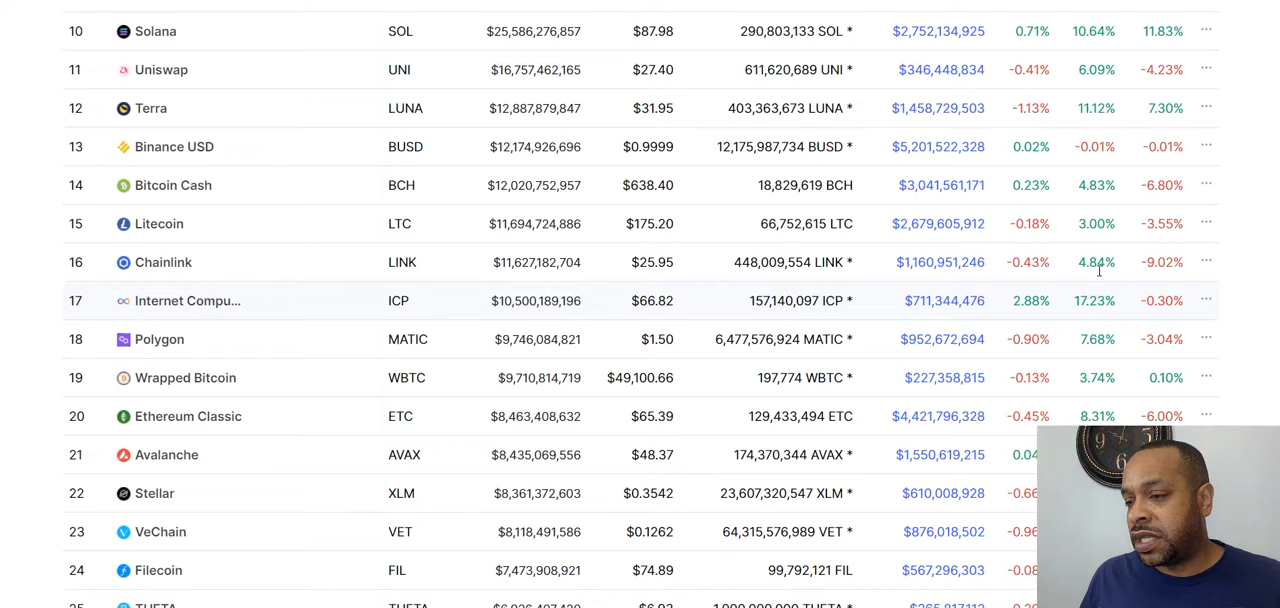 10 Solana SOL $25,586,276,857 $87.98 290,803,133 SOL * $2,752,134,925 0.71% 10.64% 11.83% ...
11 Uniswap UNI $16,757,462,165 $27.40 611,620,689 UNI * $346,448,834 -0.41% 6.09% -4.23% ...
12 Terra LUNA $12,887,879,847 $31.95 403,363,673 LUNA * $1,458,729,503 -1.13% 11.12% 7.30% ...
13 Binance USD BUSD $12,174,926,696 $0.9999 12,175,987,734 BUSD * $5,201,522,328 0.02% -0.01% -0.01% ...
14 Bitcoin Cash BCH $12,020,752,957 $638.40 18,829,619 BCH $3,041,561,171 0.23% 4.83% -6.80% ...
15 Litecoin LTC $11,694,724,886 $175.20 66,752,615 LTC $2,679,605,912 -0.18% 3.00% -3.55% ...
16 Chainlink LINK $11,627,182,704 $25.95 448,009,554 LINK * $1,160,951,246 -0.43% 4.84% -9.02% ...
17 Internet Compu... ICP $10,500,189,196 $66.82 157,140,097 ICP * $711,344,476 2.88% 17.23% -0.30% ...
18 Polygon MATIC $9,746,084,821 $1.50 6,477,576,924 MATIC * $952,672,694 -0.90% 7.68% -3.04% ...
19 Wrapped Bitcoin WBTC $9,710,814,719 $49,100.66 197,774 WBTC * $227,358,815 -0.13% 3.74% 0.10% ...
20 Ethereum Classic ETC $8,463,408,632 $65.39 129,433,494 ETC $4,421,796,328 -0.45% 8.31% -6.00% ...
21 Avalanche AVAX $8,435,069,556 $48.37 174,370,344 AVAX * $1,550,619,215 0.04
22 Stellar XLM $8,361,372,603 $0.3542 23,607,320,547 XLM * $610,008,928 -0.66
23 VeChain VET $8,118,491,586 $0.1262 64,315,576,989 VET * $876,018,502 -0.96
24 Filecoin FIL $7,473,908,921 $74.89 99,792,121 FIL $567,296,303 -0.08
THETA THETA